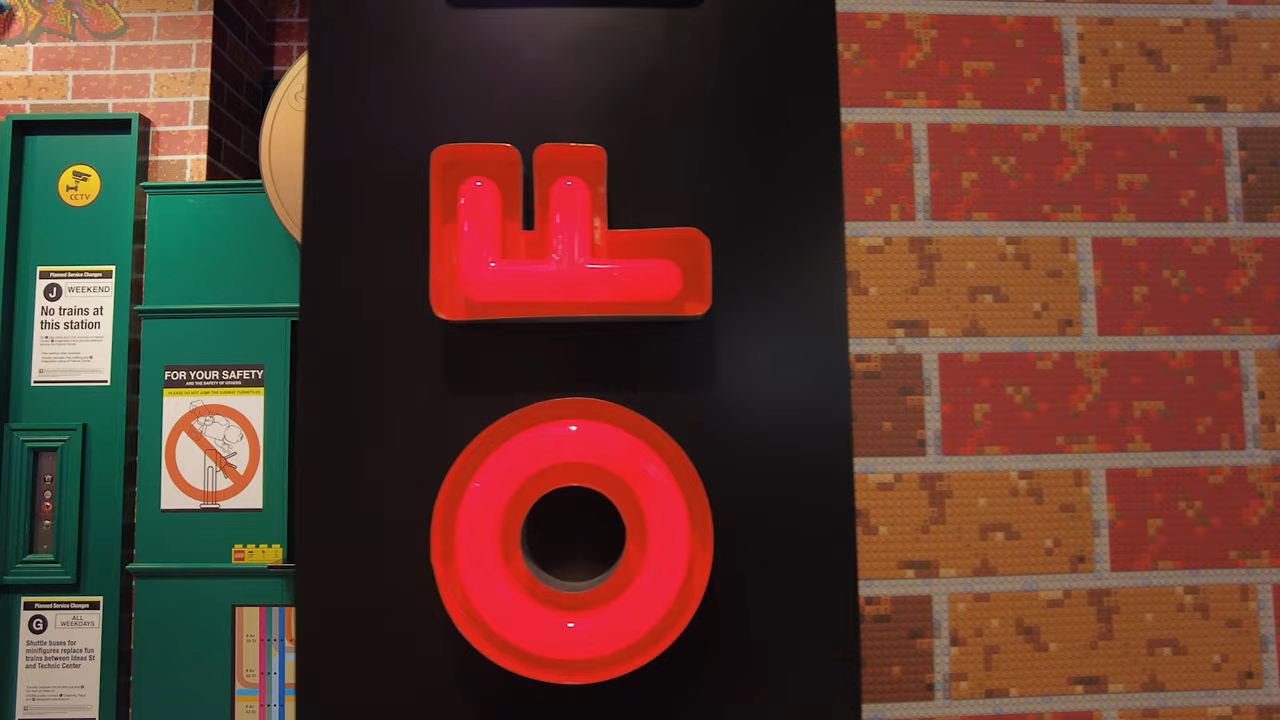 CCTV
Planned Service Changes
J WEEKEND
No trains at
this station
FOR YOUR SAFETY
AND THE SAFETY OF OTHERS
PLEASE DO NOT JUMP THE SUBWAY TURNSTILES
OF
Planned Service Changes
G ALL
WEEKDAYS
Shuttle buses for
minifigures replace fun
trains between Ideas St
and Technic Center